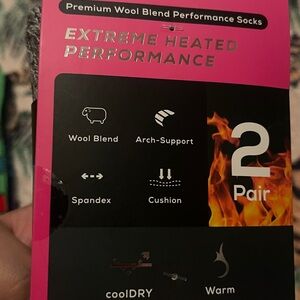 Premium Wool Blend Performance Socks
EXTREME HEATED
PERFORMANCE
Wool Blend
Arch-Support
2
Pair
Spandex
Cushion
coolDRY
Warm